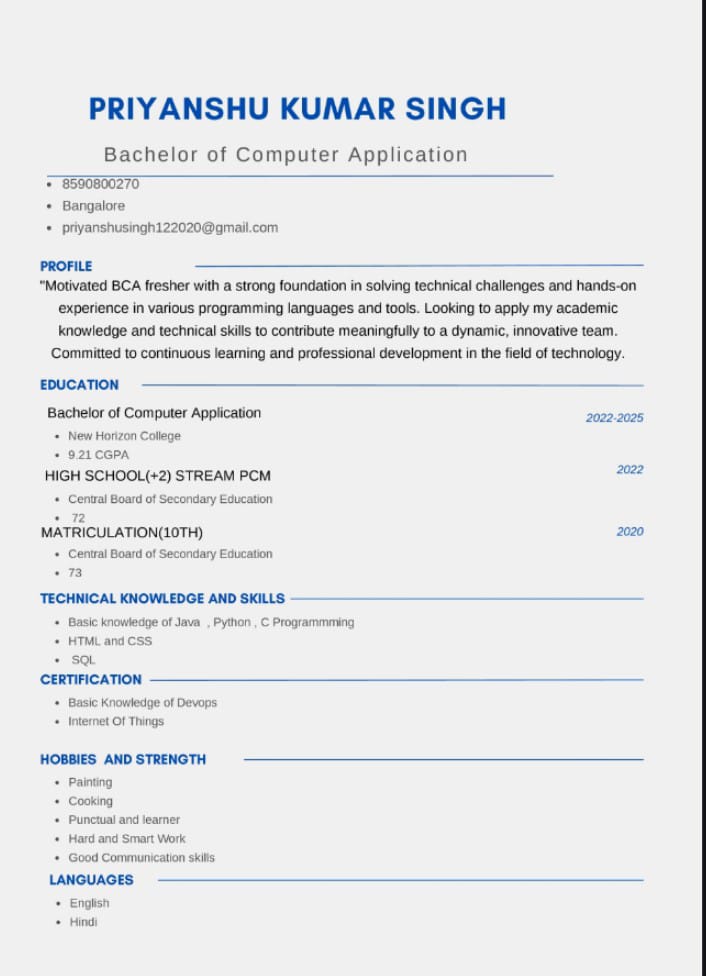 PRIYANSHU KUMAR SINGH
Bachelor of Computer Application
• 8590800270
• Bangalore
• priyanshusingh122020@gmail.com
PROFILE
"Motivated BCA fresher with a strong foundation in solving technical challenges and hands-on
experience in various programming languages and tools. Looking to apply my academic
knowledge and technical skills to contribute meaningfully to a dynamic, innovative team.
Committed to continuous learning and professional development in the field of technology.
EDUCATION
Bachelor of Computer Application 2022-2025
• New Horizon College
• 9.21 CGPA
HIGH SCHOOL(+2) STREAM PCM 2022
• Central Board of Secondary Education
• 72
MATRICULATION(10TH) 2020
• Central Board of Secondary Education
• 73
TECHNICAL KNOWLEDGE AND SKILLS
• Basic knowledge of Java , Python , C Programmming
• HTML and CSS
• SQL
CERTIFICATION
• Basic Knowledge of Devops
• Internet Of Things
HOBBIES AND STRENGTH
• Painting
• Cooking
• Punctual and learner
• Hard and Smart Work
• Good Communication skills
LANGUAGES
• English
• Hindi